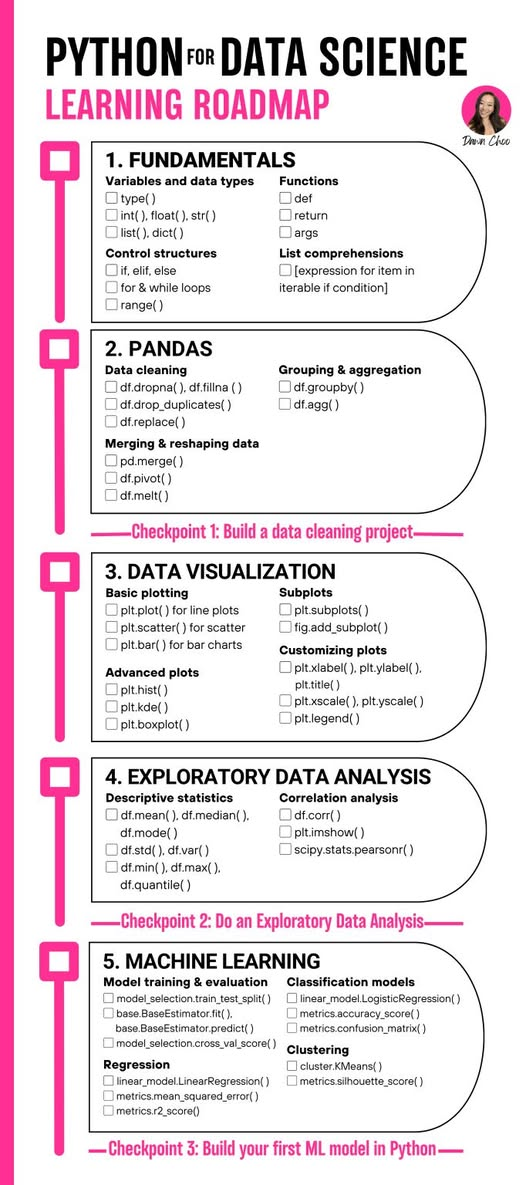 PYTHON FOR DATA SCIENCE
LEARNING ROADMAP
Dawn Choo
1. FUNDAMENTALS
Variables and data types
type( )
int( ), float( ), str( )
list( ), dict( )
Control structures
if, elif, else
for & while loops
range( )
Functions
def
return
args
List comprehensions
[expression for item in
iterable if condition]
2. PANDAS
Data cleaning
df.dropna( ), df.fillna ( )
df.drop_duplicates( )
df.replace( )
Merging & reshaping data
pd.merge( )
df.pivot( )
df.melt( )
Grouping & aggregation
df.groupby( )
df.agg( )
Checkpoint 1: Build a data cleaning project
3. DATA VISUALIZATION
Basic plotting
plt.plot( ) for line plots
plt.scatter( ) for scatter
plt.bar( ) for bar charts
Advanced plots
plt.hist( )
plt.kde( )
plt.boxplot( )
Subplots
plt.subplots( )
fig.add_subplot( )
Customizing plots
plt.xlabel( ), plt.ylabel( ),
plt.title( )
plt.xscale( ), plt.yscale( )
plt.legend( )
4. EXPLORATORY DATA ANALYSIS
Descriptive statistics
df.mean( ), df.median( ),
df.mode( )
df.std( ), df.var( )
df.min( ), df.max( ),
df.quantile( )
Correlation analysis
df.corr( )
plt.imshow( )
scipy.stats.pearsonr( )
Checkpoint 2: Do an Exploratory Data Analysis
5. MACHINE LEARNING
Model training & evaluation
model_selection.train_test_split( )
base.BaseEstimator.fit( ),
base.BaseEstimator.predict( )
model_selection.cross_val_score( )
Regression
linear_model.LinearRegression( )
metrics.mean_squared_error( )
metrics.r2_score()
Classification models
linear_model.LogisticRegression( )
metrics.accuracy_score( )
metrics.confusion_matrix( )
Clustering
cluster.KMeans( )
metrics.silhouette_score( )
Checkpoint 3: Build your first ML model in Python